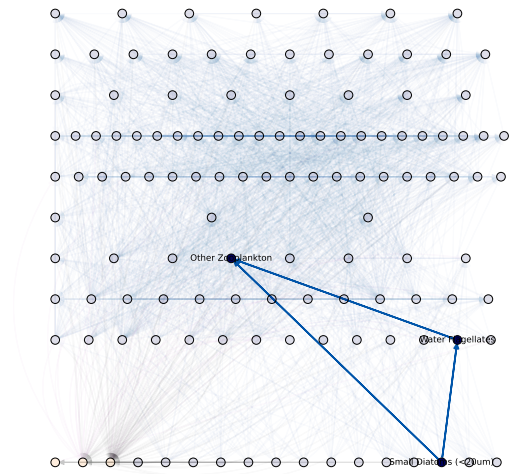 Other Zooplankton
Water Flagellates
Small Diatoms (<20um)